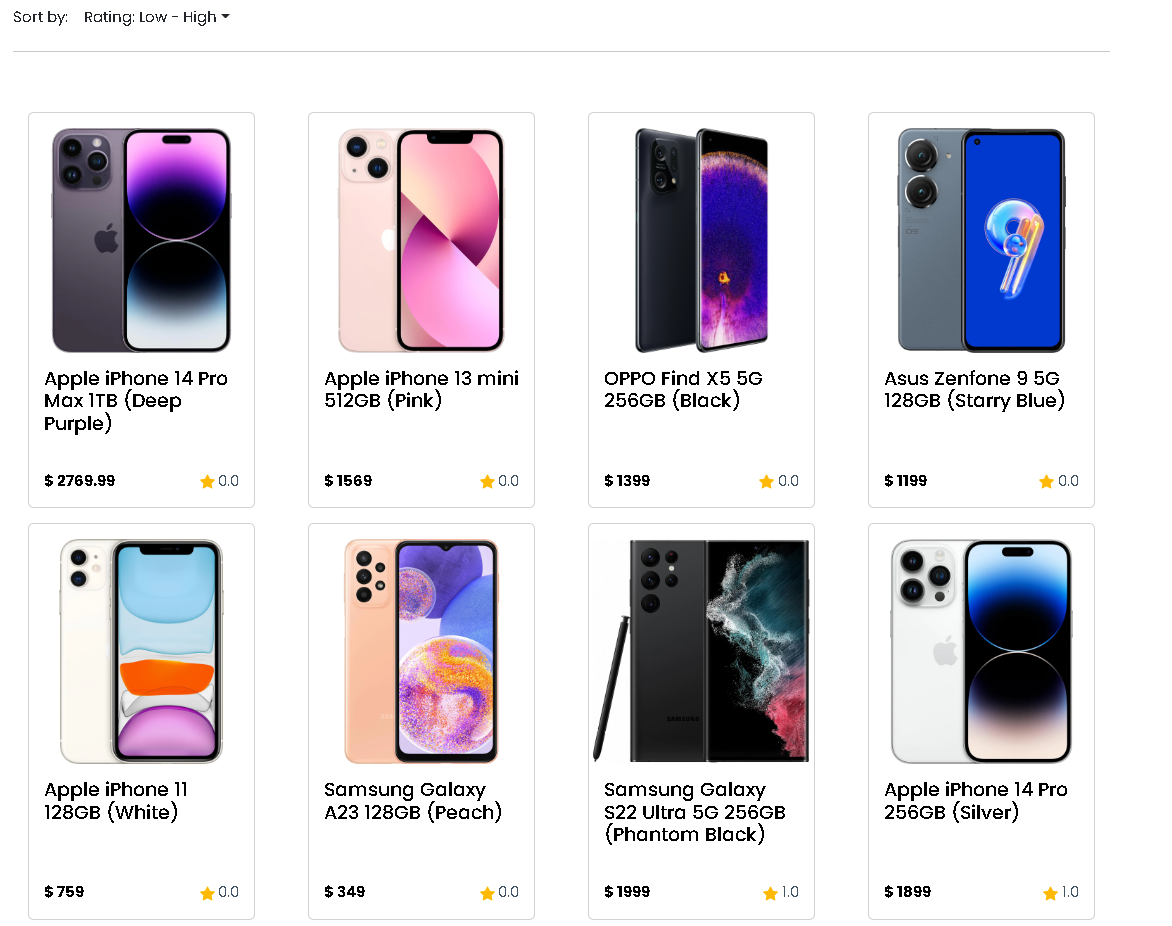 Sort by: Rating: Low - High
Apple iPhone 14 Pro
Max 1TB (Deep
Purple)
$ 2769.99 0.0
Apple iPhone 13 mini
512GB (Pink)
$ 1569 0.0
OPPO Find X5 5G
256GB (Black)
$ 1399 0.0
Asus Zenfone 9 5G
128GB (Starry Blue)
$ 1199 0.0
Apple iPhone 11
128GB (White)
$ 759 0.0
Samsung Galaxy
A23 128GB (Peach)
$ 349 0.0
SAMSUNG
Samsung Galaxy
S22 Ultra 5G 256GB
(Phantom Black)
$ 1999 1.0
Apple iPhone 14 Pro
256GB (Silver)
$ 1899 1.0